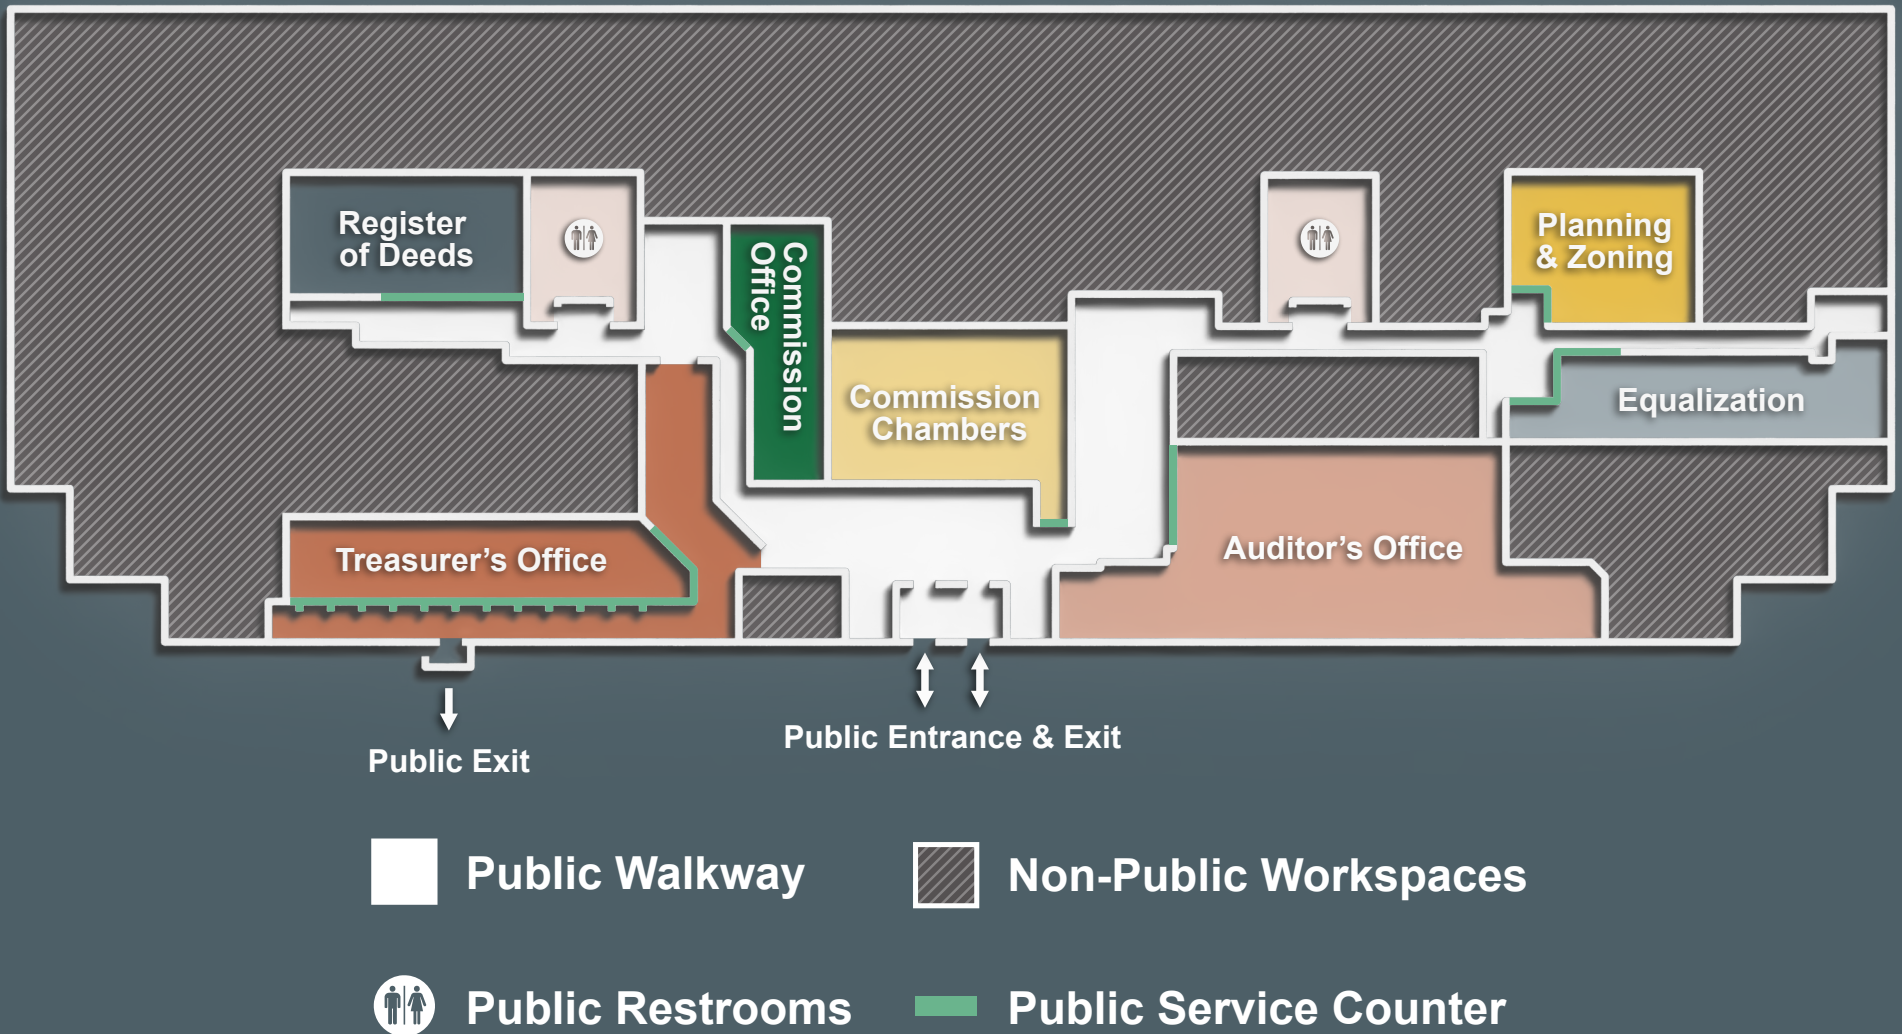 Register
of Deeds
Commission
Office
Planning
& Zoning
Commission
Chambers
Equalization
Treasurer’s Office
Auditor’s Office
Public Exit
Public Entrance & Exit
Public Walkway
Non-Public Workspaces
Public Restrooms
Public Service Counter